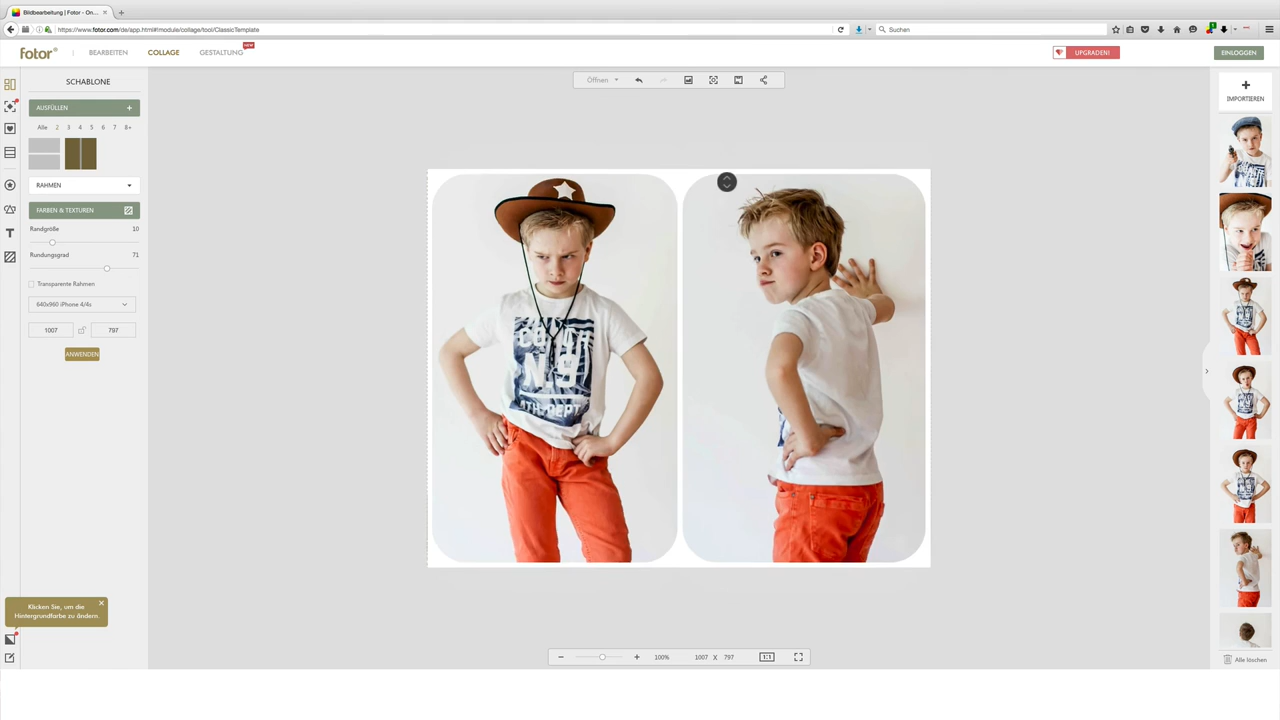 Bildbearbeitung | Fotor - On...
https://www.fotor.com/de/app.html#!module/collage/tool/ClassicTemplate
Suchen
fotor
BEARBEITEN
COLLAGE
GESTALTUNG
NEW
UPGRADEN!
EINLOGGEN
SCHABLONE
Öffnen
AUSFÜLLEN
Alle 2 3 4 5 6 7 8+
RAHMEN
FARBEN & TEXTUREN
Randgröße 10
Rundungsgrad 71
Transparente Rahmen
640x960 iPhone 4/4s
1007 797
ANWENDEN
IMPORTIEREN
Klicken Sie, um die
Hintergrundfarbe zu ändern.
100% 1007 X 797 1:1
Alle löschen